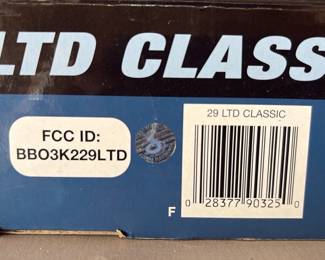 LTD CLASS
FCC ID:
BBO3K229LTD
29 LTD CLASSIC
F
0 28377 90325 0